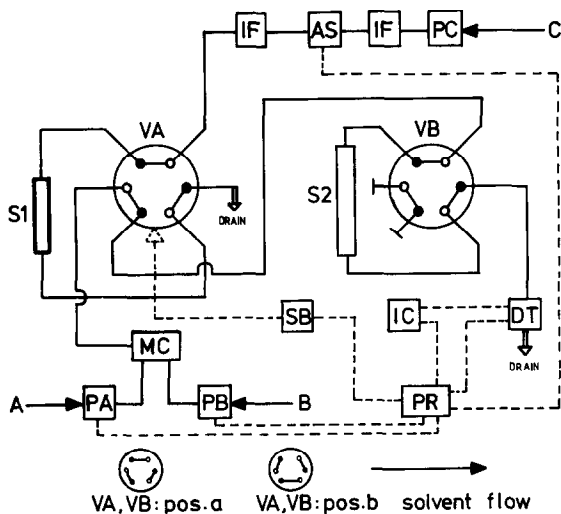 IF AS IF PC C
VA VB
S1 S2
DRAIN
SB IC DT
MC DRAIN
A PA PB B PR
VA,VB:pos.a VA,VB:pos.b solvent flow